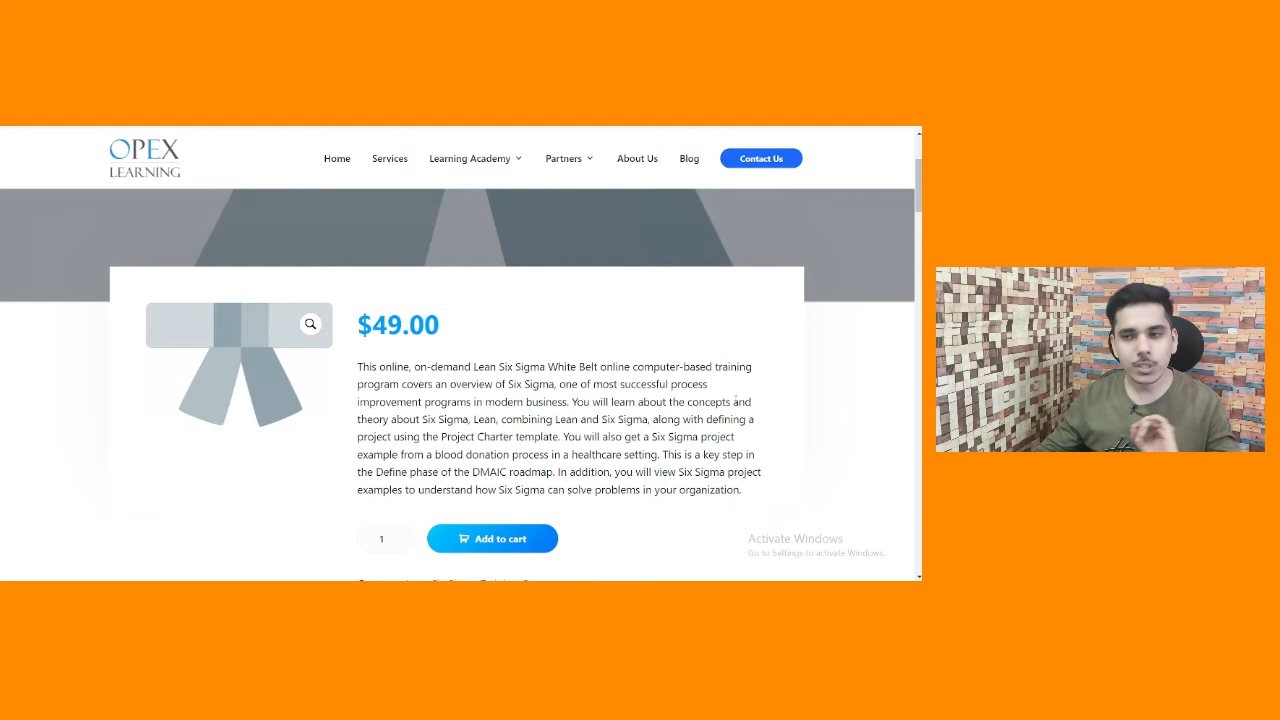 OPEX
LEARNING
Home
Services
Learning Academy
Partners
About Us
Blog
Contact Us
$49.00
This online, on-demand Lean Six Sigma White Belt online computer-based training
program covers an overview of Six Sigma, one of most successful process
improvement programs in modern business. You will learn about the concepts and
theory about Six Sigma, Lean, combining Lean and Six Sigma, along with defining a
project using the Project Charter template. You will also get a Six Sigma project
example from a blood donation process in a healthcare setting. This is a key step in
the Define phase of the DMAIC roadmap. In addition, you will view Six Sigma project
examples to understand how Six Sigma can solve problems in your organization.
1
Add to cart
Activate Windows
Go to Settings to activate Windows.